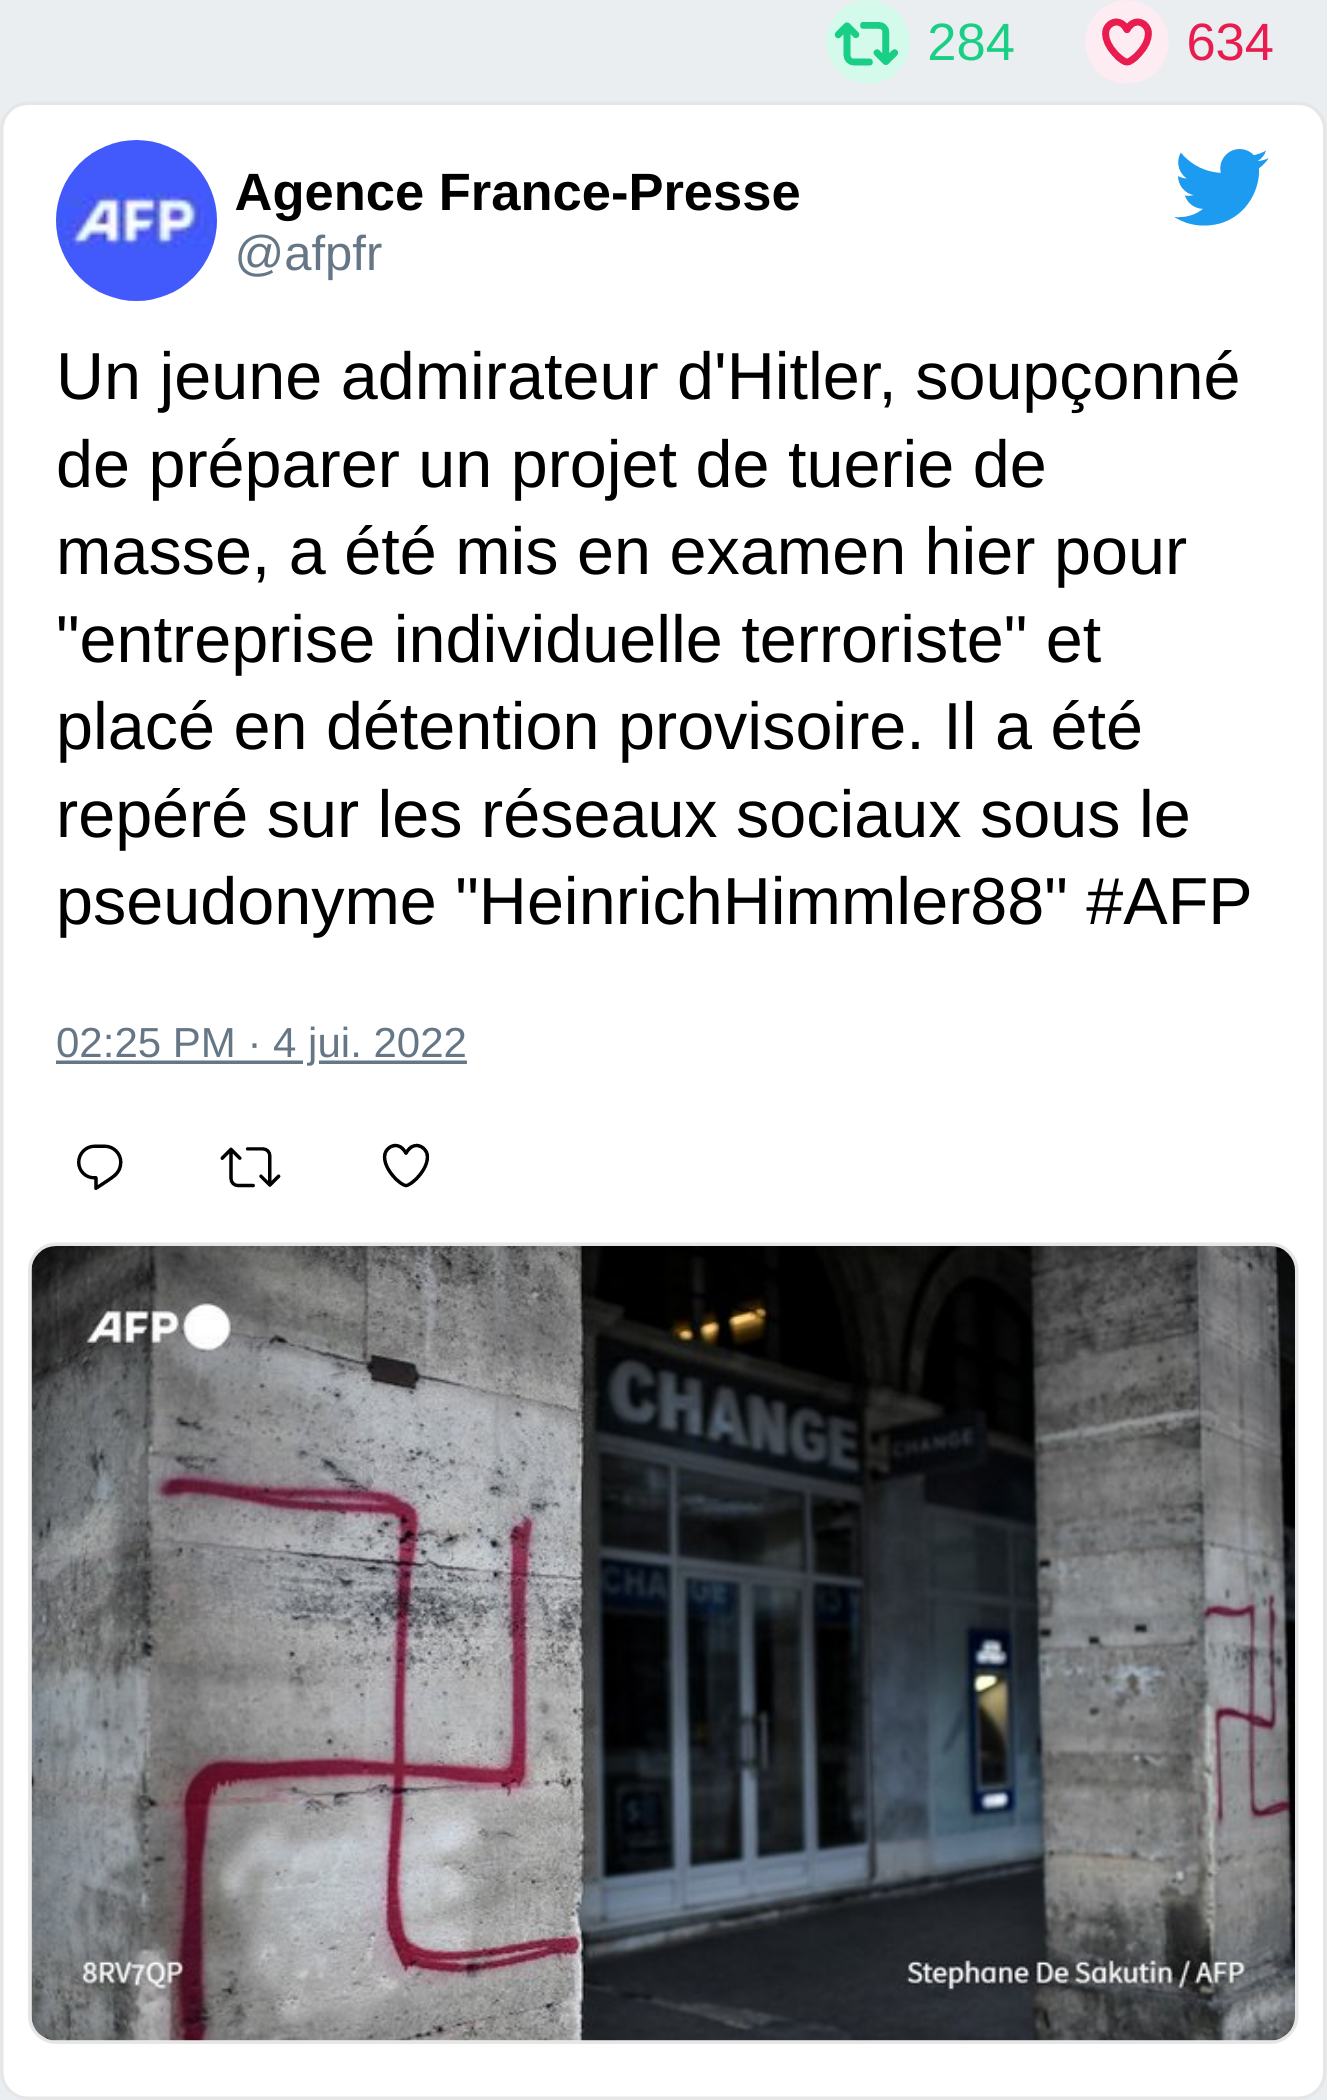 284 634
AFP
Agence France-Presse
@afpfr
Un jeune admirateur d'Hitler, soupçonné
de préparer un projet de tuerie de
masse, a été mis en examen hier pour
"entreprise individuelle terroriste" et
placé en détention provisoire. Il a été
repéré sur les réseaux sociaux sous le
pseudonyme "HeinrichHimmler88" #AFP
02:25 PM · 4 jui. 2022
AFP
CHANGE
CHANGE
CHANGE
8RV7QP
Stephane De Sakutin / AFP